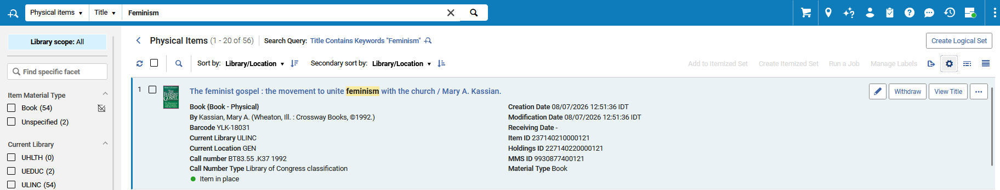 Physical items
Title
Feminism
Library scope: All
Find specific facet
Item Material Type
Book (54)
Unspecified (2)
Current Library
UHLTH (0)
UEDUC (2)
ULINC (54)
Physical Items (1 - 20 of 56)
Search Query: Title Contains Keywords "Feminism"
Create Logical Set
Sort by: Library/Location
Secondary sort by: Library/Location
Add to Itemized Set
Create Itemized Set
Run a Job
Manage Labels
1
The feminist gospel : the movement to unite feminism with the church / Mary A. Kassian.
Withdraw
View Title
Book {Book - Physical}
By Kassian, Mary A. (Wheaton, Ill. : Crossway Books, ©1992.)
Barcode YLK-18031
Current Library ULINC
Current Location GEN
Call number BT83.55 .K37 1992
Call Number Type Library of Congress classification
Item in place
Creation Date 08/07/2026 12:51:36 IDT
Modification Date 08/07/2026 12:51:36 IDT
Receiving Date -
Item ID 237140210000121
Holdings ID 227140220000121
MMS ID 9930877400121
Material Type Book